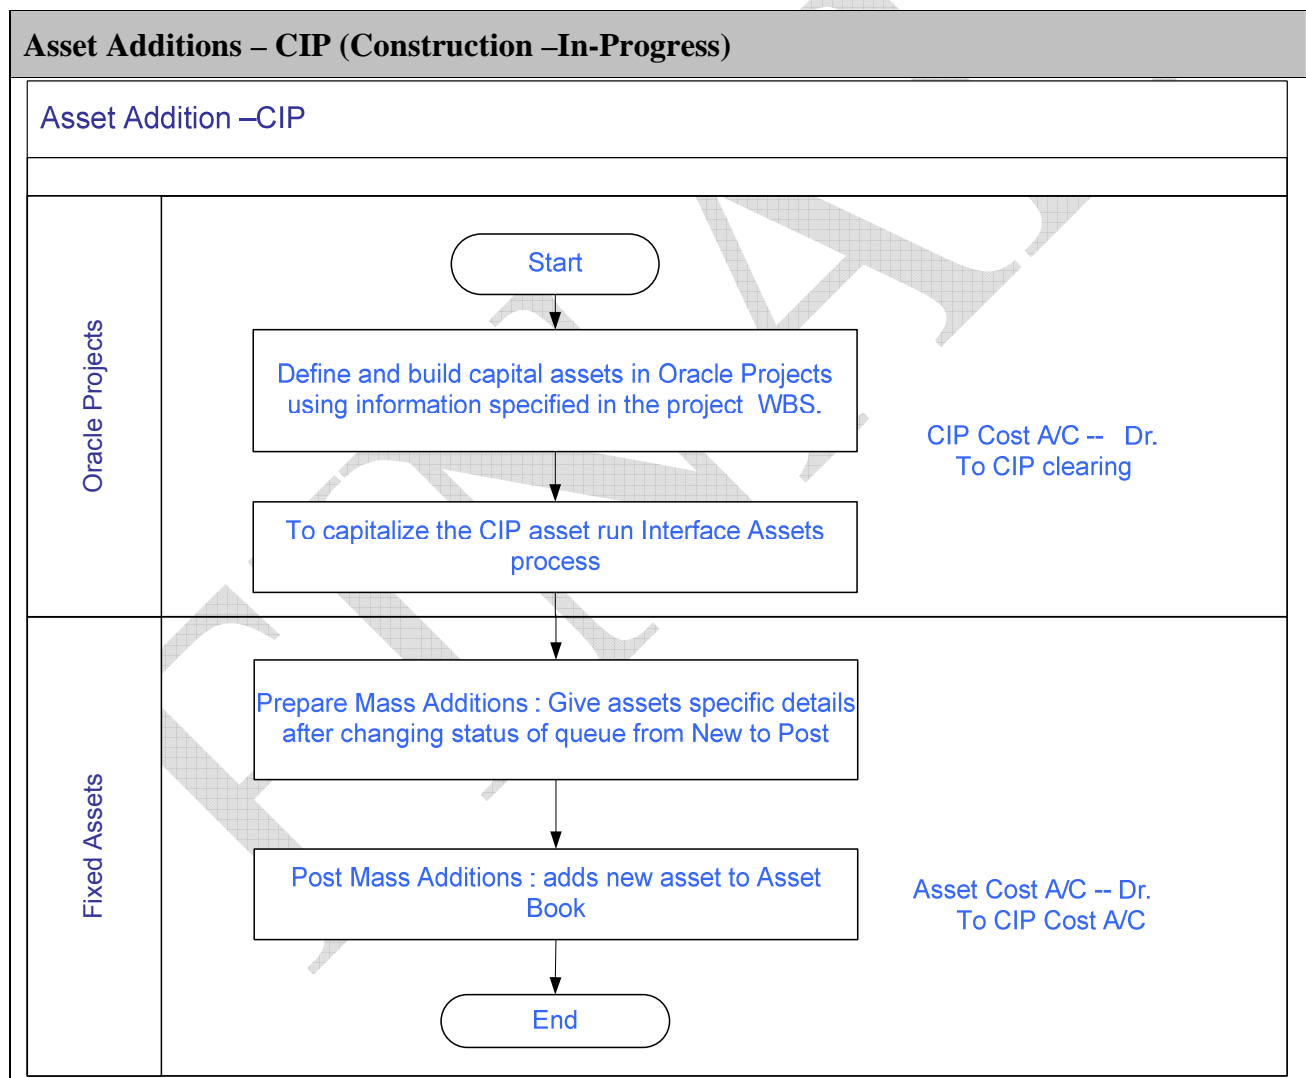 Asset Additions – CIP (Construction –In-Progress)
Asset Addition –CIP
Oracle Projects
Start
Define and build capital assets in Oracle Projects
using information specified in the project WBS.
CIP Cost A/C -- Dr.
To CIP clearing
To capitalize the CIP asset run Interface Assets
process
Fixed Assets
Prepare Mass Additions : Give assets specific details
after changing status of queue from New to Post
Post Mass Additions : adds new asset to Asset
Book
Asset Cost A/C -- Dr.
To CIP Cost A/C
End